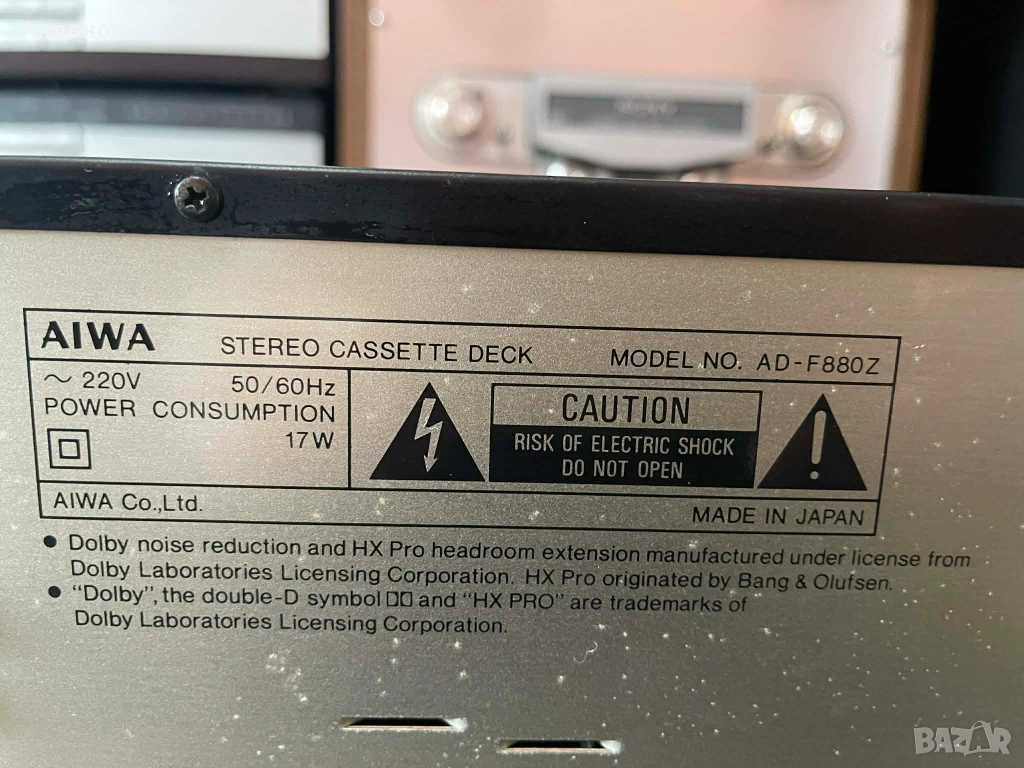 AIWA STEREO CASSETTE DECK MODEL NO. AD-F880Z
~ 220V 50/60Hz
POWER CONSUMPTION
17W
CAUTION
RISK OF ELECTRIC SHOCK
DO NOT OPEN
AIWA Co.,Ltd. MADE IN JAPAN
● Dolby noise reduction and HX Pro headroom extension manufactured under license from
Dolby Laboratories Licensing Corporation. HX Pro originated by Bang & Olufsen.
● "Dolby", the double-D symbol and "HX PRO" are trademarks of
Dolby Laboratories Licensing Corporation.
BAZAR